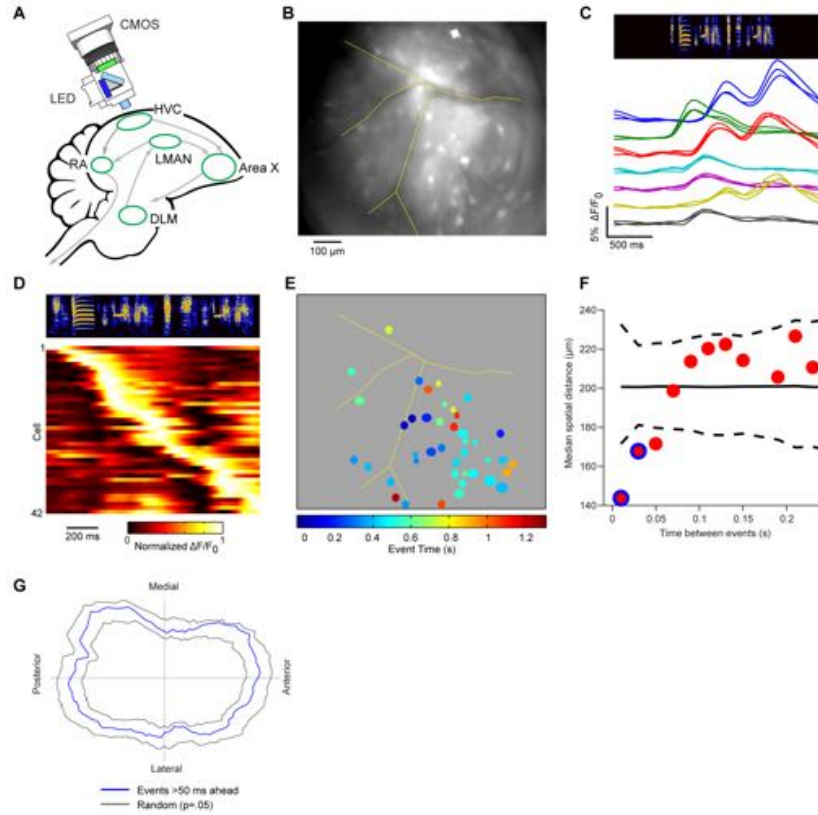 A
CMOS
LED
HVC
RA
LMAN
Area X
DLM
B
100 µm
C
5% ΔF/F0
500 ms
D
1
Cell
42
200 ms
0 1
Normalized ΔF/F0
E
0 0.2 0.4 0.6 0.8 1 1.2
Event Time (s)
F
240
220
200
180
160
140
Median spatial distance (µm)
0 0.05 0.1 0.15 0.2
Time between events (s)
G
Medial
Posterior
Anterior
Lateral
Events >50 ms ahead
Random (p=.05)